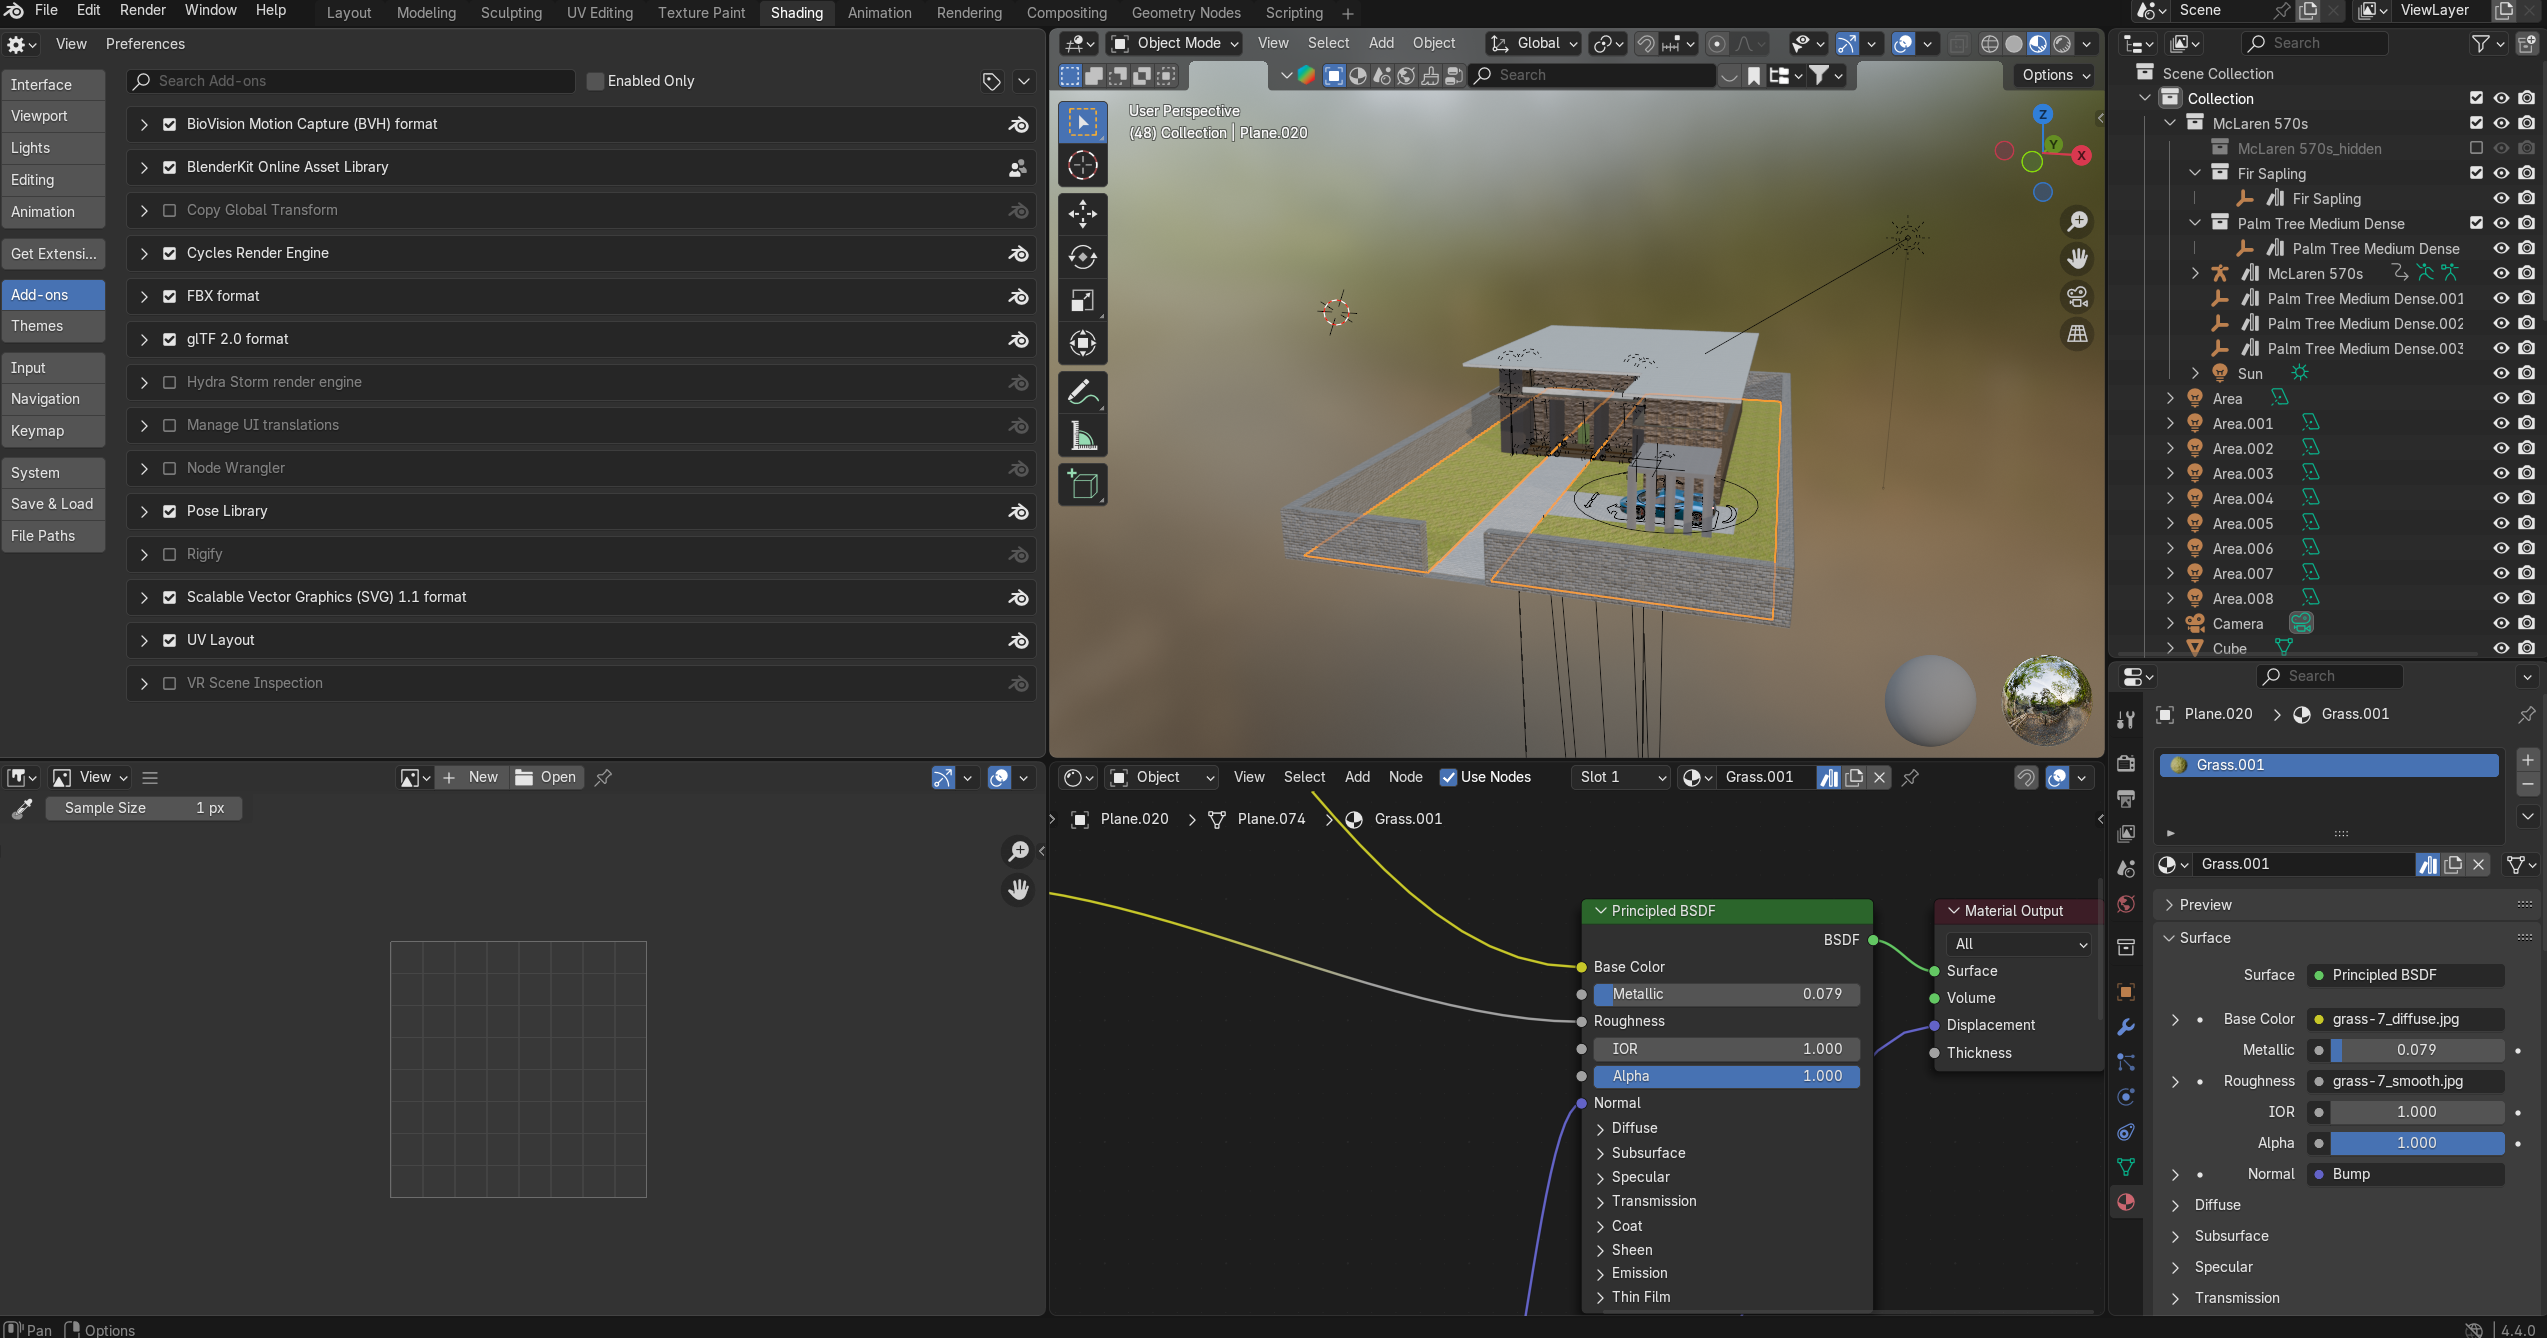 File Edit Render Window Help Layout Modeling Sculpting UV Editing Texture Paint Shading Animation Rendering Compositing Geometry Nodes Scripting Scene ViewLayer
View Preferences
Interface
Viewport
Lights
Editing
Animation
Get Extensi...
Add-ons
Themes
Input
Navigation
Keymap
System
Save & Load
File Paths
Search Add-ons Enabled Only
BioVision Motion Capture (BVH) format
BlenderKit Online Asset Library
Copy Global Transform
Cycles Render Engine
FBX format
glTF 2.0 format
Hydra Storm render engine
Manage UI translations
Node Wrangler
Pose Library
Rigify
Scalable Vector Graphics (SVG) 1.1 format
UV Layout
VR Scene Inspection
Object Mode View Select Add Object Global
Search Options
User Perspective
(48) Collection | Plane.020
Z
Y
X
Search
Scene Collection
Collection
McLaren 570s
McLaren 570s_hidden
Fir Sapling
Fir Sapling
Palm Tree Medium Dense
Palm Tree Medium Dense
McLaren 570s
Palm Tree Medium Dense.001
Palm Tree Medium Dense.002
Palm Tree Medium Dense.003
Sun
Area
Area.001
Area.002
Area.003
Area.004
Area.005
Area.006
Area.007
Area.008
Camera
Cube
View New Open
Sample Size 1 px
Object View Select Add Node Use Nodes Slot 1 Grass.001
Plane.020 Plane.074 Grass.001
Principled BSDF
BSDF
Base Color
Metallic 0.079
Roughness
IOR 1.000
Alpha 1.000
Normal
Diffuse
Subsurface
Specular
Transmission
Coat
Sheen
Emission
Thin Film
Material Output
All
Surface
Volume
Displacement
Thickness
Search
Plane.020 Grass.001
Grass.001
Grass.001
Preview
Surface
Surface Principled BSDF
Base Color grass-7_diffuse.jpg
Metallic 0.079
Roughness grass-7_smooth.jpg
IOR 1.000
Alpha 1.000
Normal Bump
Diffuse
Subsurface
Specular
Transmission
Pan Options
4.4.0